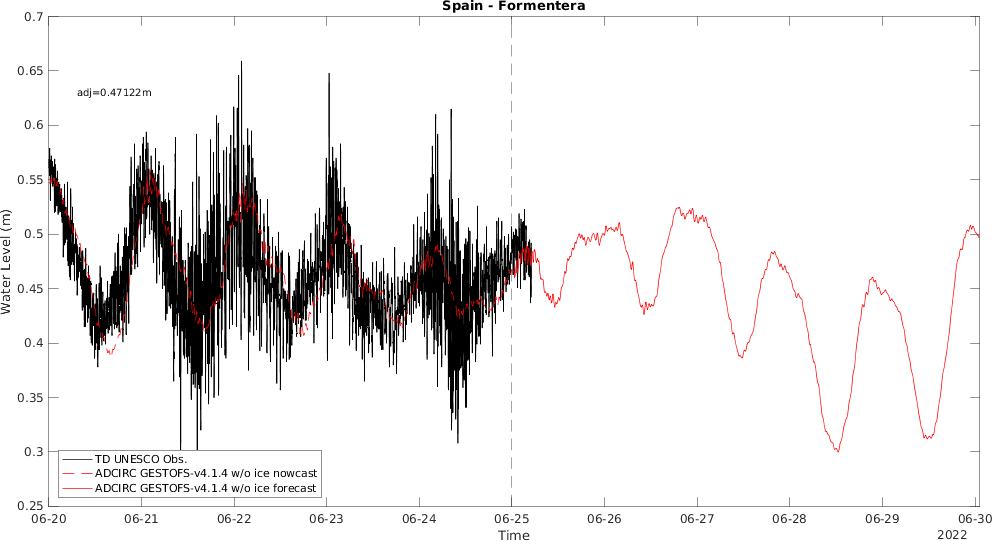 Spain - Formentera
0.7
0.65
0.6
0.55
0.5
0.45
0.4
0.35
0.3
0.25
Water Level (m)
adj=0.47122m
TD UNESCO Obs.
ADCIRC GESTOFS-v4.1.4 w/o ice nowcast
ADCIRC GESTOFS-v4.1.4 w/o ice forecast
06-20 06-21 06-22 06-23 06-24 06-25 06-26 06-27 06-28 06-29 06-30
Time
2022